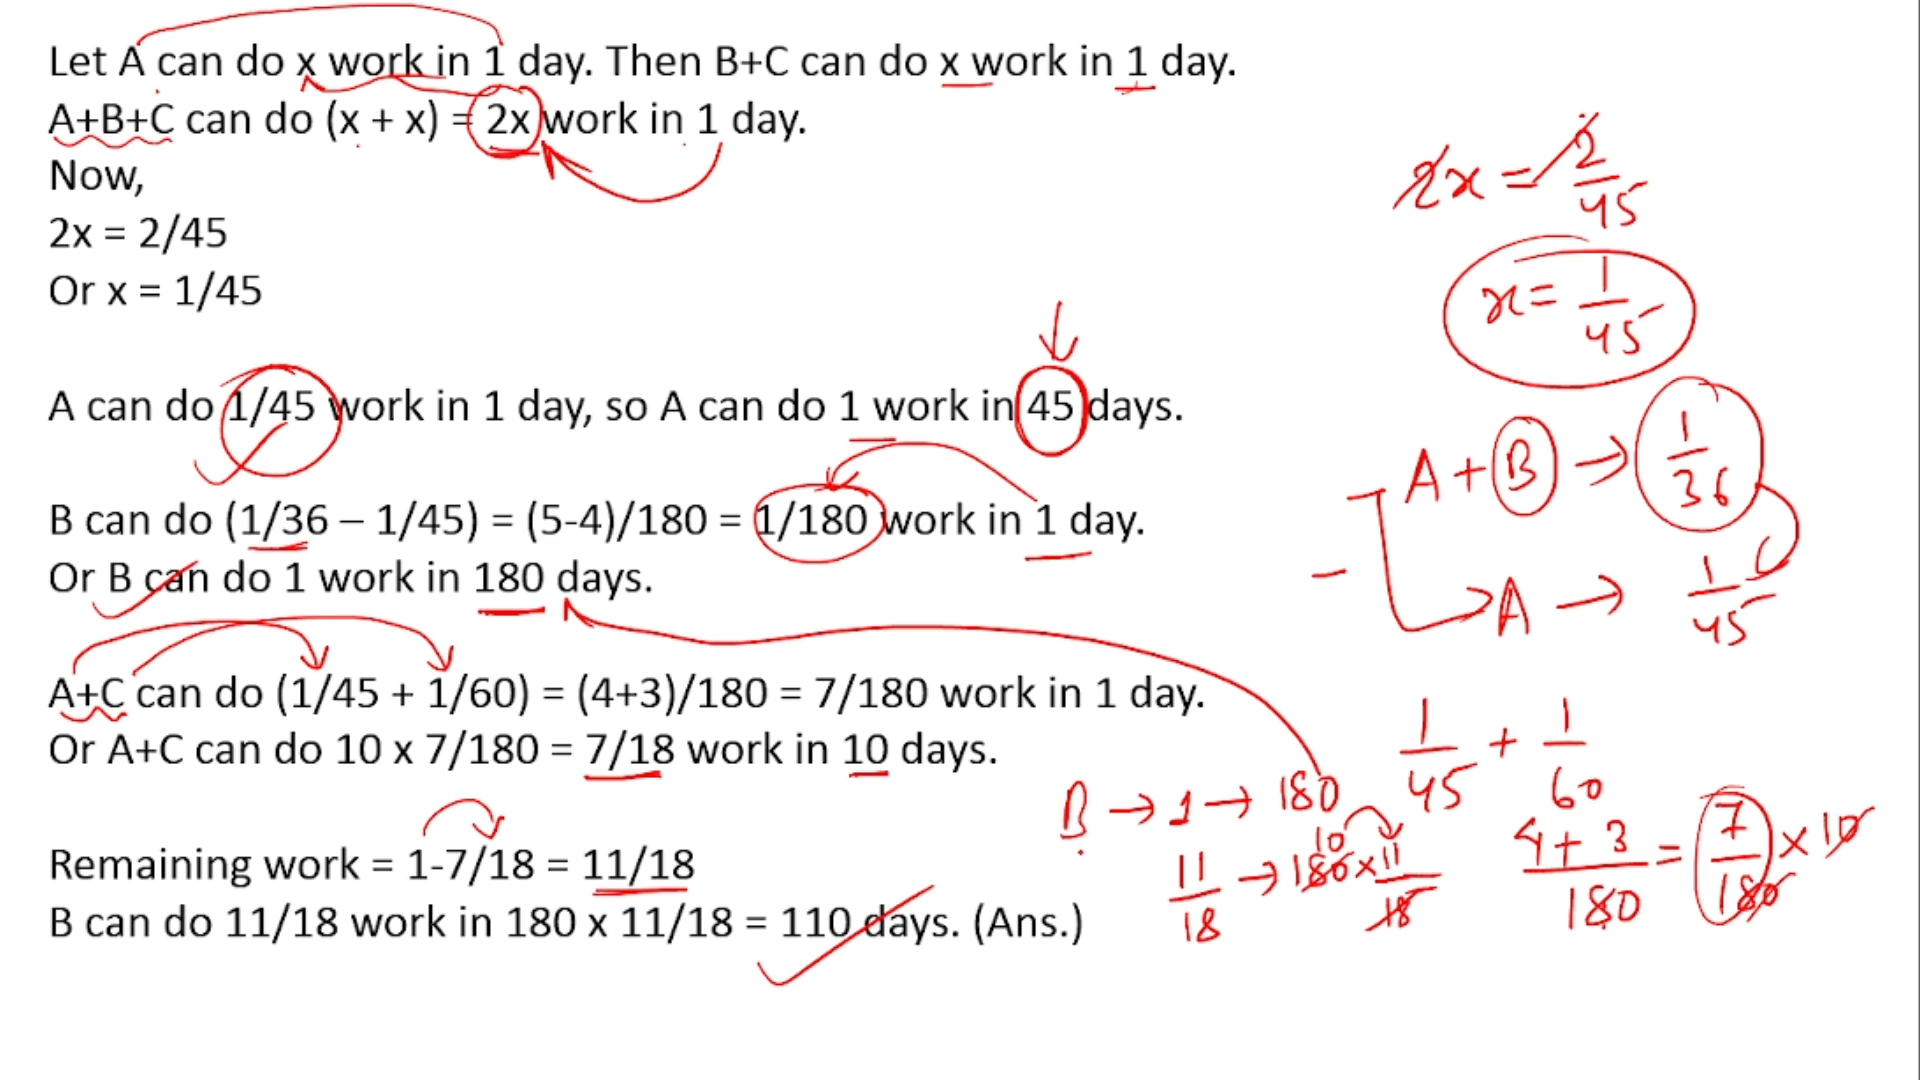 Let A can do x work in 1 day. Then B+C can do x work in 1 day.
A+B+C can do (x + x) = 2x work in 1 day.
Now,
2x = 2/45
Or x = 1/45
A can do 1/45 work in 1 day, so A can do 1 work in 45 days.
B can do (1/36 – 1/45) = (5-4)/180 = 1/180 work in 1 day.
Or B can do 1 work in 180 days.
A+C can do (1/45 + 1/60) = (4+3)/180 = 7/180 work in 1 day.
Or A+C can do 10 x 7/180 = 7/18 work in 10 days.
Remaining work = 1-7/18 = 11/18
B can do 11/18 work in 180 x 11/18 = 110 days. (Ans.)
2x = 2/45
x = 1/45
A + B → 1/36
– A → 1/45
1/45 + 1/60
4+3/180 = 7/180 × 10
B → 1 → 180
10
11/18 → 180 × 11/18